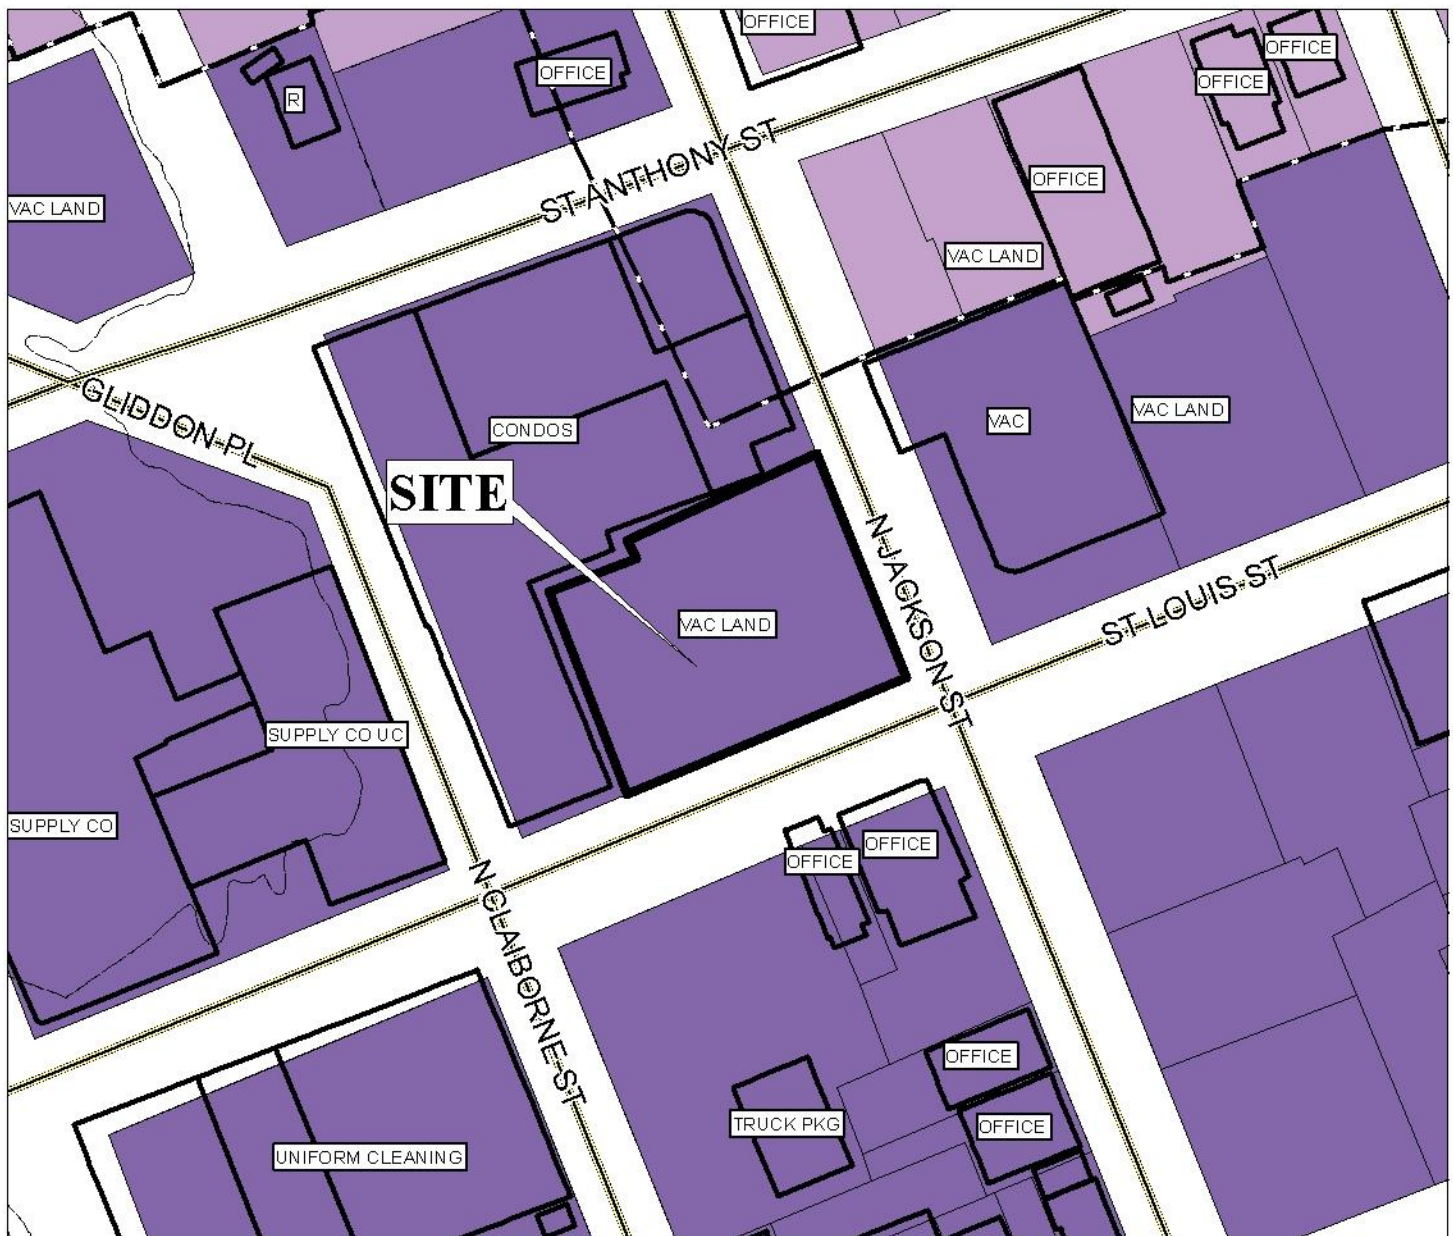 OFFICE
OFFICE
OFFICE
OFFICE
R
ST ANTHONY ST
OFFICE
VAC LAND
VAC LAND
GLIDDON PL
CONDOS
VAC
VAC LAND
SITE
N JACKSON ST
ST LOUIS ST
VAC LAND
SUPPLY CO UC
SUPPLY CO
OFFICE
OFFICE
N CLAIBORNE ST
OFFICE
TRUCK PKG
OFFICE
UNIFORM CLEANING